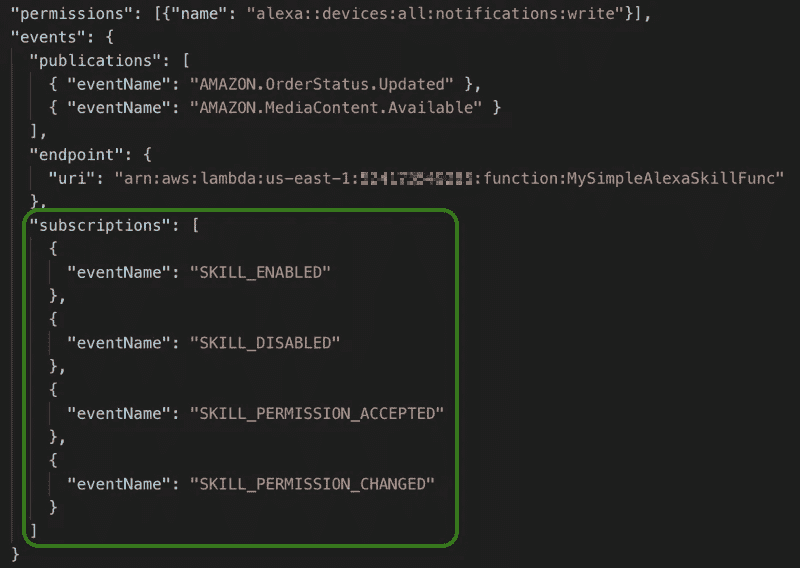 "permissions": [{"name": "alexa::devices:all:notifications:write"}],
"events": {
"publications": [
{ "eventName": "AMAZON.OrderStatus.Updated" },
{ "eventName": "AMAZON.MediaContent.Available" }
],
"endpoint": {
"uri": "arn:aws:lambda:us-east-1: :function:MySimpleAlexaSkillFunc"
},
"subscriptions": [
{
"eventName": "SKILL_ENABLED"
},
{
"eventName": "SKILL_DISABLED"
},
{
"eventName": "SKILL_PERMISSION_ACCEPTED"
},
{
"eventName": "SKILL_PERMISSION_CHANGED"
}
]
}